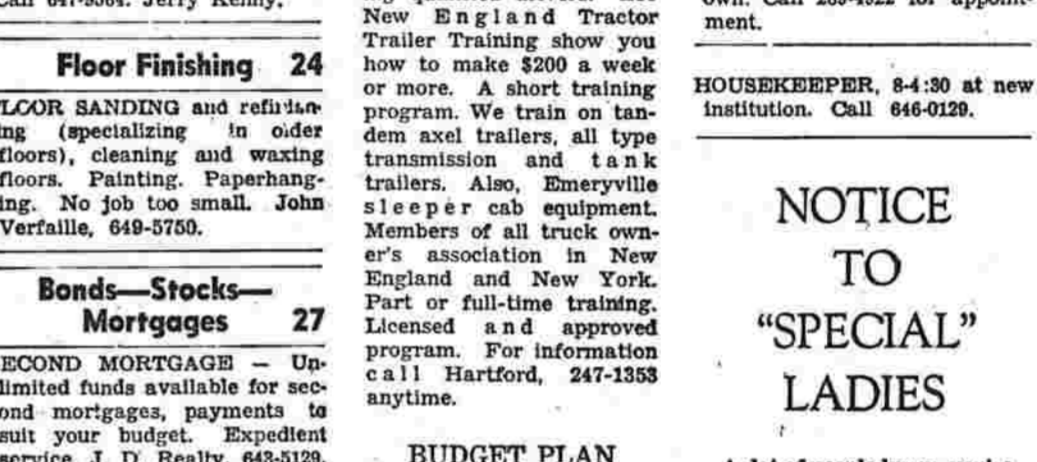 Floor Finishing 24
LOOR SANDING and refinish-
ing (specializing in older
floors), cleaning and waxing
floors. Painting. Paperhang-
ing. No job too small. John
Verfaille, 649-5750.
Bonds—Stocks—
Mortgages 27
ECOND MORTGAGE — Un-
limited funds available for sec-
ond mortgages, payments to
suit your budget. Expedient
service. J. D. Realty, 643-5129.
New England Tractor
Trailer Training show you
how to make $200 a week
or more. A short training
program. We train on tan-
dem axel trailers, all type
transmission and tank
trailers. Also, Emeryville
sleeper cab equipment.
Members of all truck own-
er's association in New
England and New York.
Part or full-time training.
Licensed and approved
program. For information
call Hartford, 247-1353
anytime.
BUDGET PLAN
ment.
HOUSEKEEPER, 8-4:30 at new
institution. Call 646-0129.
NOTICE
TO
“SPECIAL”
LADIES